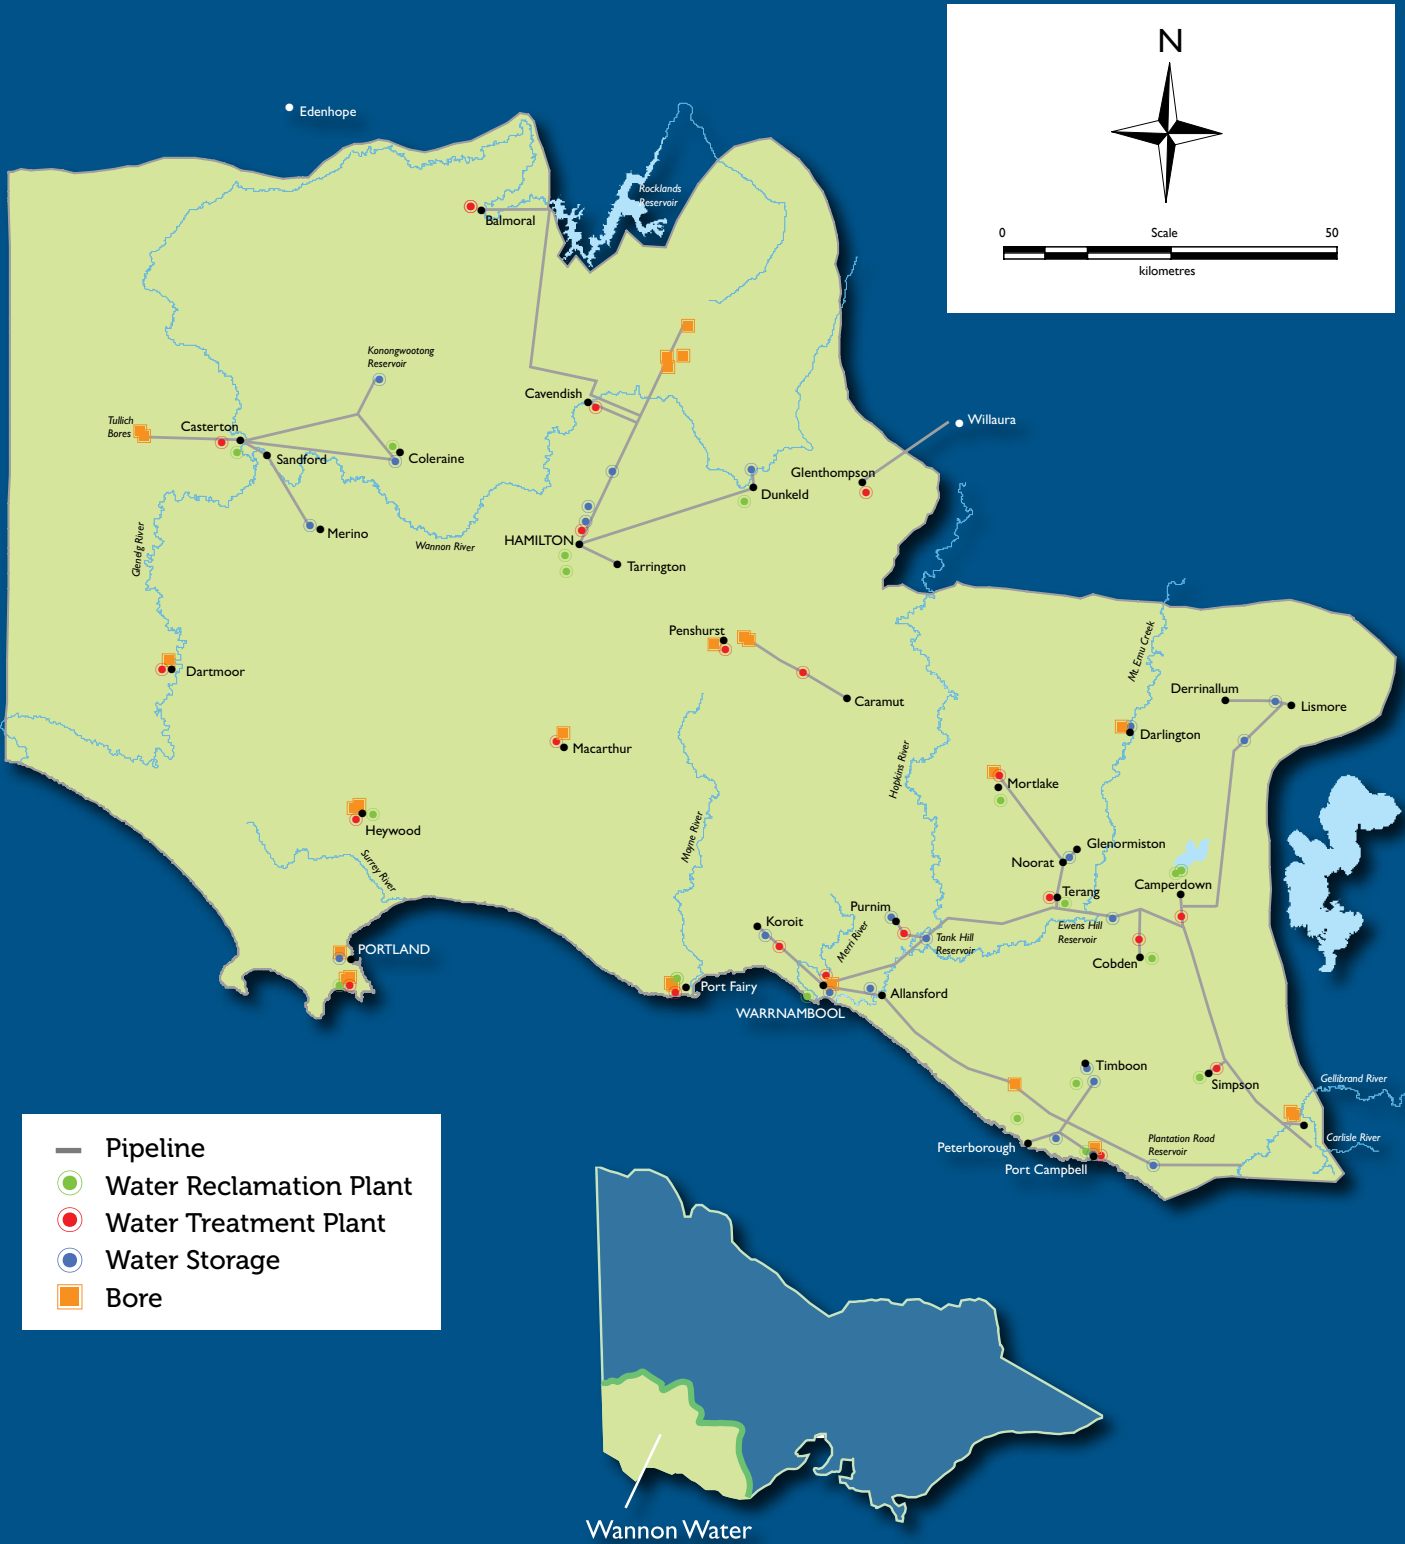 N
0
Scale
50
kilometres
Edenhope
Rocklands
Reservoir
Balmoral
Konongwootong
Reservoir
Cavendish
Tullich
Bores
Casterton
Willaura
Sandford
Coleraine
Glenthompson
Dunkeld
Merino
Wannon River
HAMILTON
Tarrington
Glenelg River
Penshurst
Dartmoor
Caramut
Mt. Emu Creek
Derrinallum
Lismore
Darlington
Macarthur
Hopkins River
Mortlake
Heywood
Surrey River
Moyne River
Glenormiston
Noorat
Camperdown
Terang
Koroit
Purnim
Merri River
Tank Hill
Reservoir
Ewens Hill
Reservoir
Cobden
PORTLAND
Port Fairy
Allansford
WARRNAMBOOL
Timboon
Simpson
Gellibrand River
Carlisle River
Peterborough
Plantation Road
Reservoir
Port Campbell
Pipeline
Water Reclamation Plant
Water Treatment Plant
Water Storage
Bore
Wannon Water